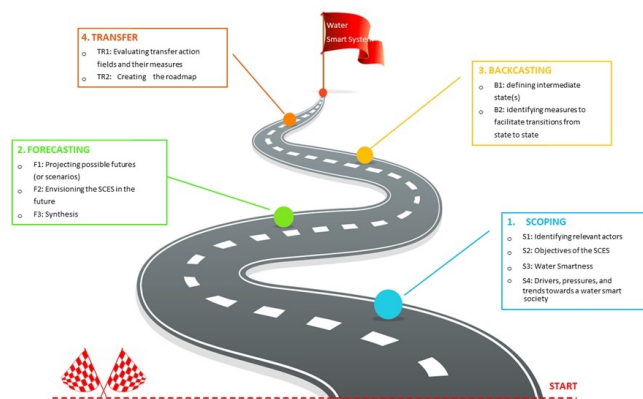 Water
Smart System
4. TRANSFER
TR1: Evaluating transfer action
fields and their measures
TR2: Creating the roadmap
3. BACKCASTING
B1: defining intermediate
state(s)
B2: identifying measures to
facilitate transitions from
state to state
2. FORECASTING
F1: Projecting possible futures
(or scenarios)
F2: Envisioning the SCES in the
future
F3: Synthesis
1. SCOPING
S1: Identifying relevant actors
S2: Objectives of the SCES
S3: Water Smartness
S4: Drivers, pressures, and
trends towards a water smart
society
START